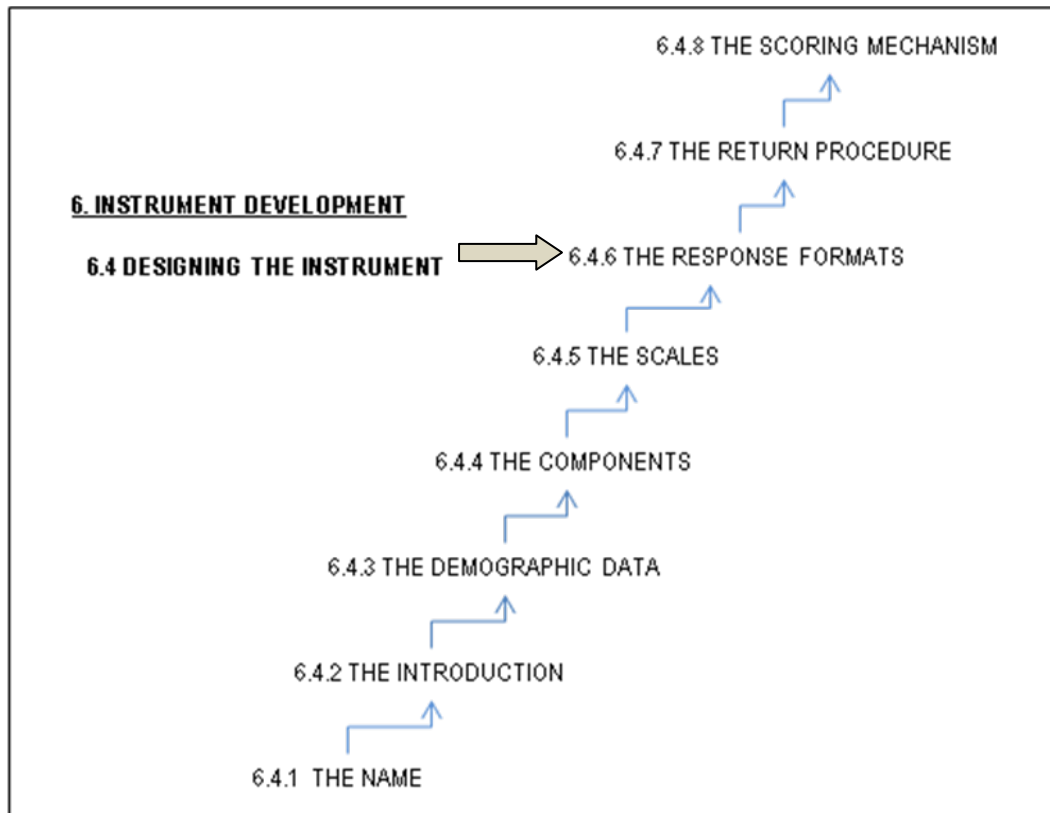 6.4.8 THE SCORING MECHANISM
6.4.7 THE RETURN PROCEDURE
6. INSTRUMENT DEVELOPMENT
6.4 DESIGNING THE INSTRUMENT
6.4.6 THE RESPONSE FORMATS
6.4.5 THE SCALES
6.4.4 THE COMPONENTS
6.4.3 THE DEMOGRAPHIC DATA
6.4.2 THE INTRODUCTION
6.4.1 THE NAME